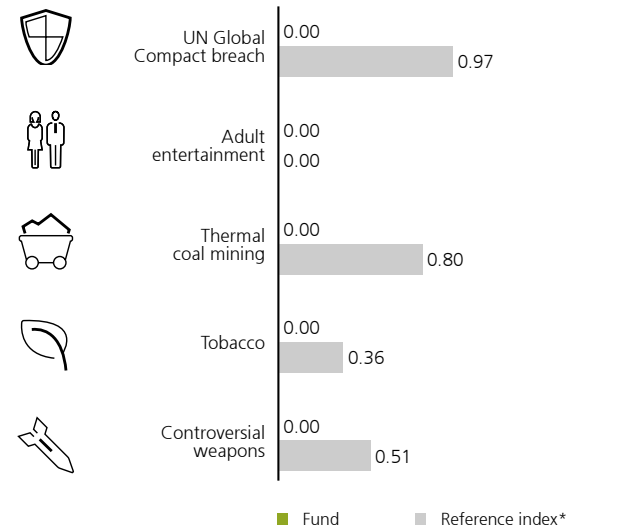 0.00
UN Global
Compact breach
0.97
0.00
Adult
entertainment
0.00
0.00
Thermal
coal mining
0.80
0.00
Tobacco
0.36
0.00
Controversial
weapons
0.51
Fund
Reference index*